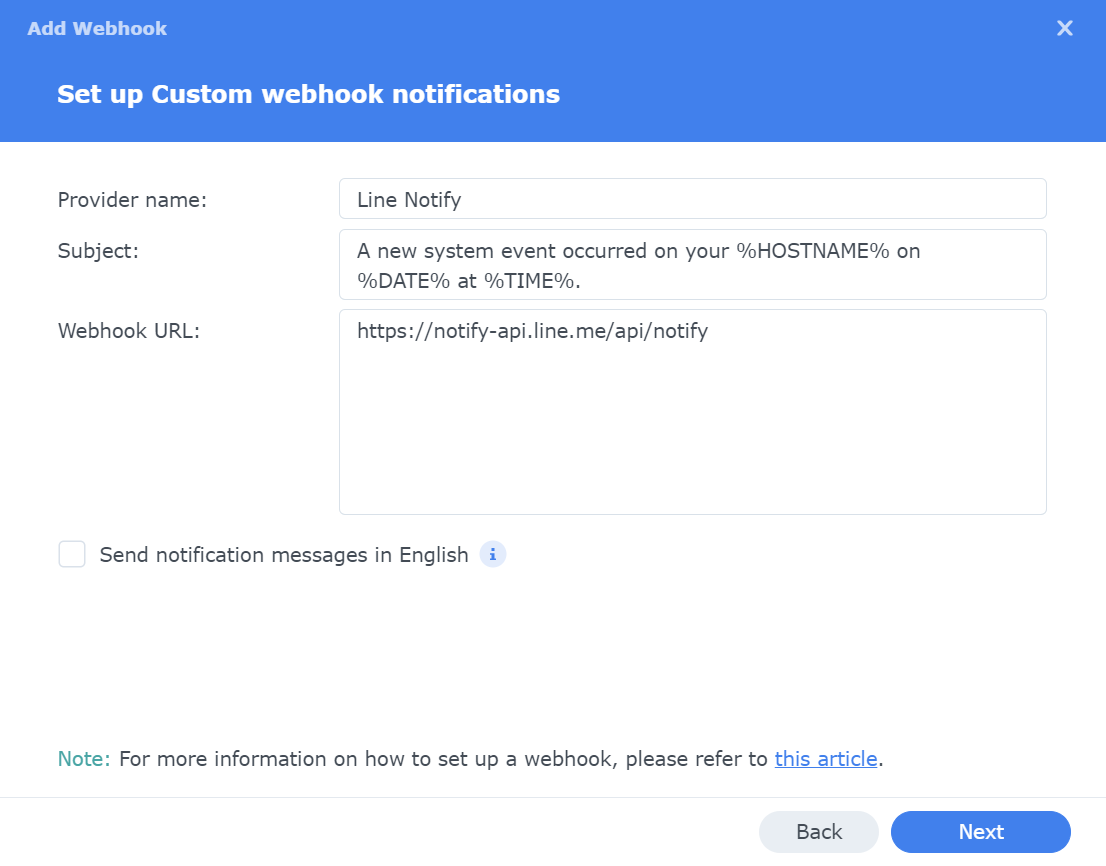 Add Webhook
Set up Custom webhook notifications
Provider name:
Line Notify
Subject:
A new system event occurred on your %HOSTNAME% on
%DATE% at %TIME%.
Webhook URL:
https://notify-api.line.me/api/notify
Send notification messages in English
Note: For more information on how to set up a webhook, please refer to this article.
Back
Next